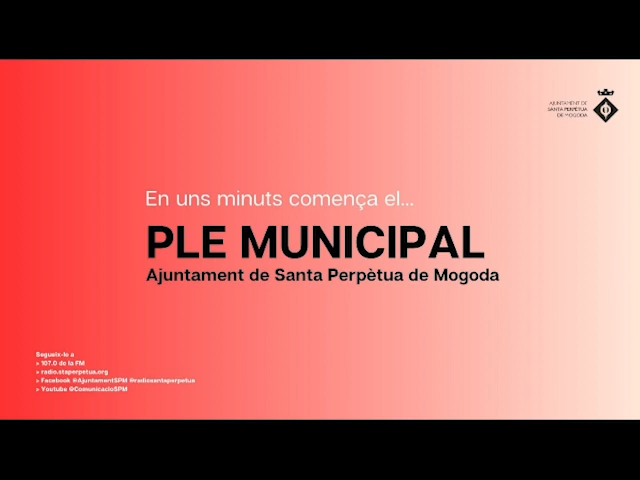 AJUNTAMENT DE
SANTA PERPÈTUA
DE MOGODA
En uns minuts comença el...
PLE MUNICIPAL
Ajuntament de Santa Perpètua de Mogoda
Segueix-lo a
> 107.0 de la FM
> radio.staperpetua.org
> Facebook @AjuntamentSPM @radiosantaperpetua
> Youtube @ComunicacioSPM